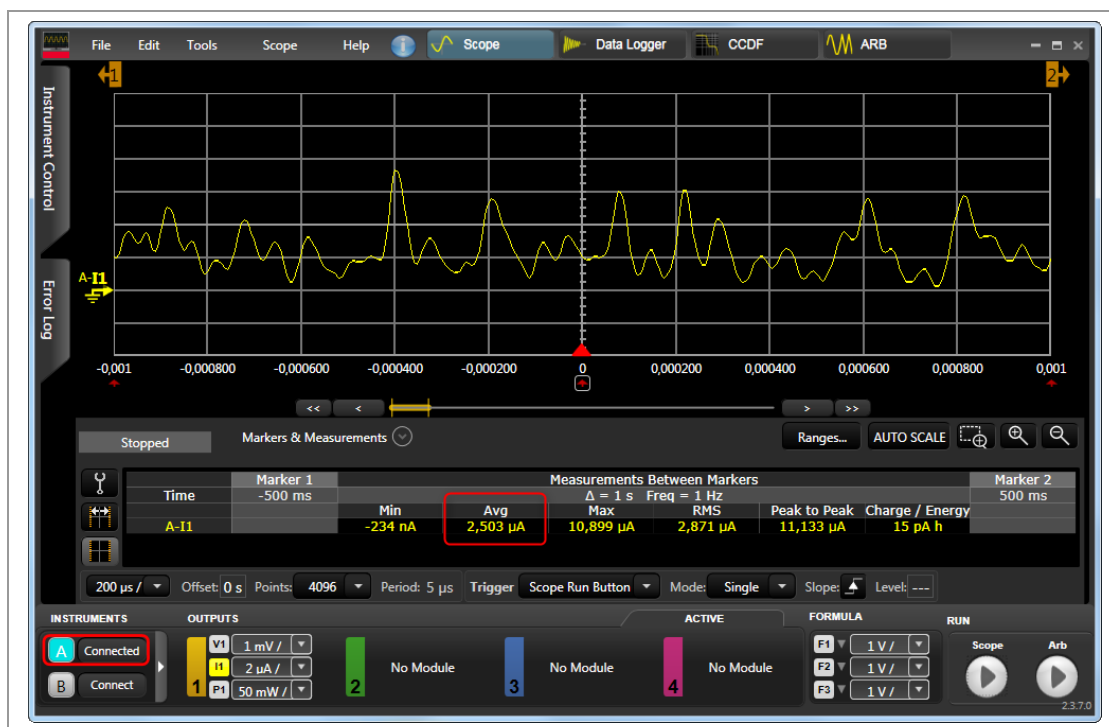 File Edit Tools Scope Help Scope Data Logger CCDF ARB
1 2
Instrument Control
Error Log
A-I1
-0,001 -0,000800 -0,000600 -0,000400 -0,000200 0 0,000200 0,000400 0,000600 0,000800 0,001
<< < > >>
Stopped Markers & Measurements Ranges... AUTO SCALE
Marker 1 Measurements Between Markers Marker 2
Time -500 ms Δ = 1 s Freq = 1 Hz 500 ms
Min Avg Max RMS Peak to Peak Charge / Energy
A-I1 -234 nA 2,503 µA 10,899 µA 2,871 µA 11,133 µA 15 pA h
200 µs / Offset: 0 s Points: 4096 Period: 5 µs Trigger Scope Run Button Mode: Single Slope: Level: ---
INSTRUMENTS OUTPUTS ACTIVE FORMULA RUN
A Connected V1 1 mV / F1 1 V / Scope Arb
I1 2 µA / No Module No Module No Module F2 1 V /
B Connect 1 P1 50 mW / 2 3 4 F3 1 V /
2.3.7.0